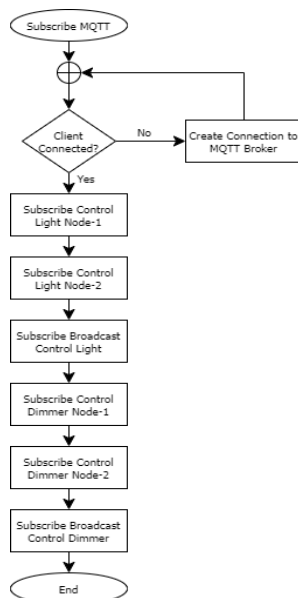 Subscribe MQTT
Client
Connected?
No
Create Connection to
MQTT Broker
Yes
Subscribe Control
Light Node-1
Subscribe Control
Light Node-2
Subscribe Broadcast
Control Light
Subscribe Control
Dimmer Node-1
Subscribe Control
Dimmer Node-2
Subscribe Broadcast
Control Dimmer
End